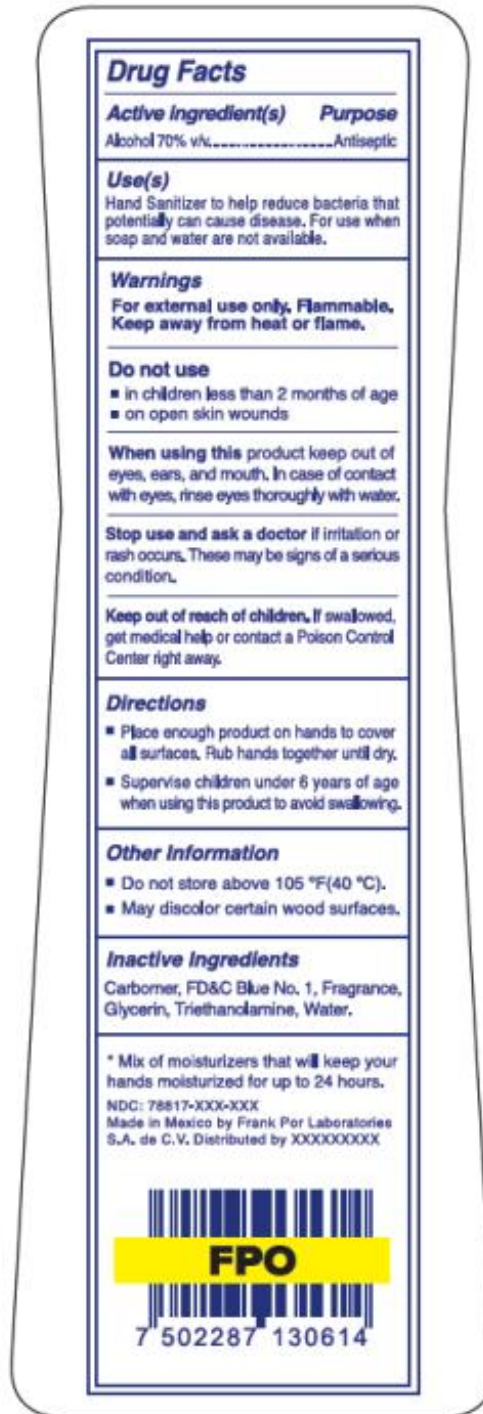 Drug Facts
Active ingredient(s) Purpose
Alcohol 70% v/v..............................Antiseptic
Use(s)
Hand Sanitizer to help reduce bacteria that
potentially can cause disease. For use when
soap and water are not available.
Warnings
For external use only. Flammable.
Keep away from heat or flame.
Do not use
▪ in children less than 2 months of age
▪ on open skin wounds
When using this product keep out of
eyes, ears, and mouth. In case of contact
with eyes, rinse eyes thoroughly with water.
Stop use and ask a doctor if irritation or
rash occurs. These may be signs of a serious
condition.
Keep out of reach of children. If swallowed,
get medical help or contact a Poison Control
Center right away.
Directions
▪ Place enough product on hands to cover
all surfaces. Rub hands together until dry.
▪ Supervise children under 6 years of age
when using this product to avoid swallowing.
Other Information
▪ Do not store above 105 °F(40 °C).
▪ May discolor certain wood surfaces.
Inactive Ingredients
Carbomer, FD&C Blue No. 1, Fragrance,
Glycerin, Triethanolamine, Water.
* Mix of moisturizers that will keep your
hands moisturized for up to 24 hours.
NDC: 78817-XXX-XXX
Made in Mexico by Frank Por Laboratories
S.A. de C.V. Distributed by XXXXXXXXX
FPO
7 502287 130614